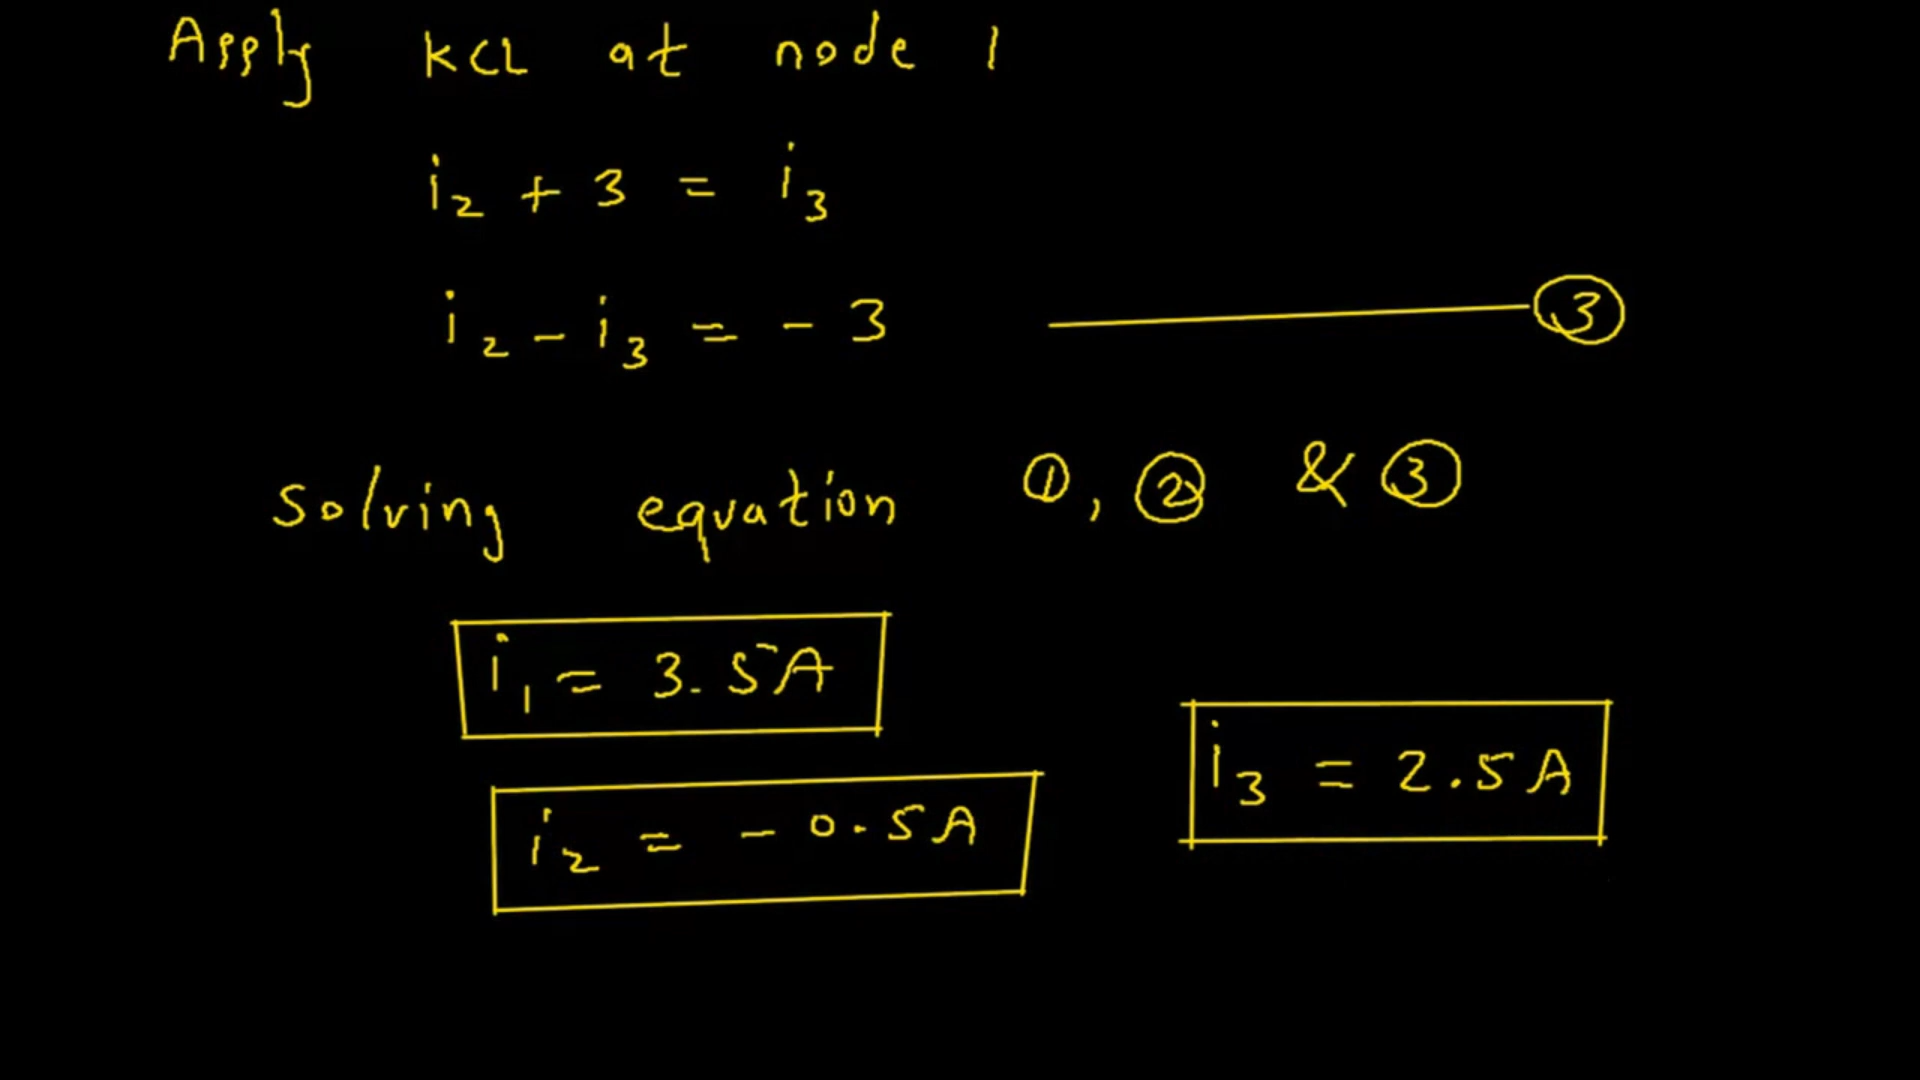 Apply KCL at node 1
i₂ + 3 = i₃
i₂ - i₃ = - 3 ③
Solving equation ①, ② & ③
i₁ = 3.5A
i₃ = 2.5A
i₂ = - 0.5A